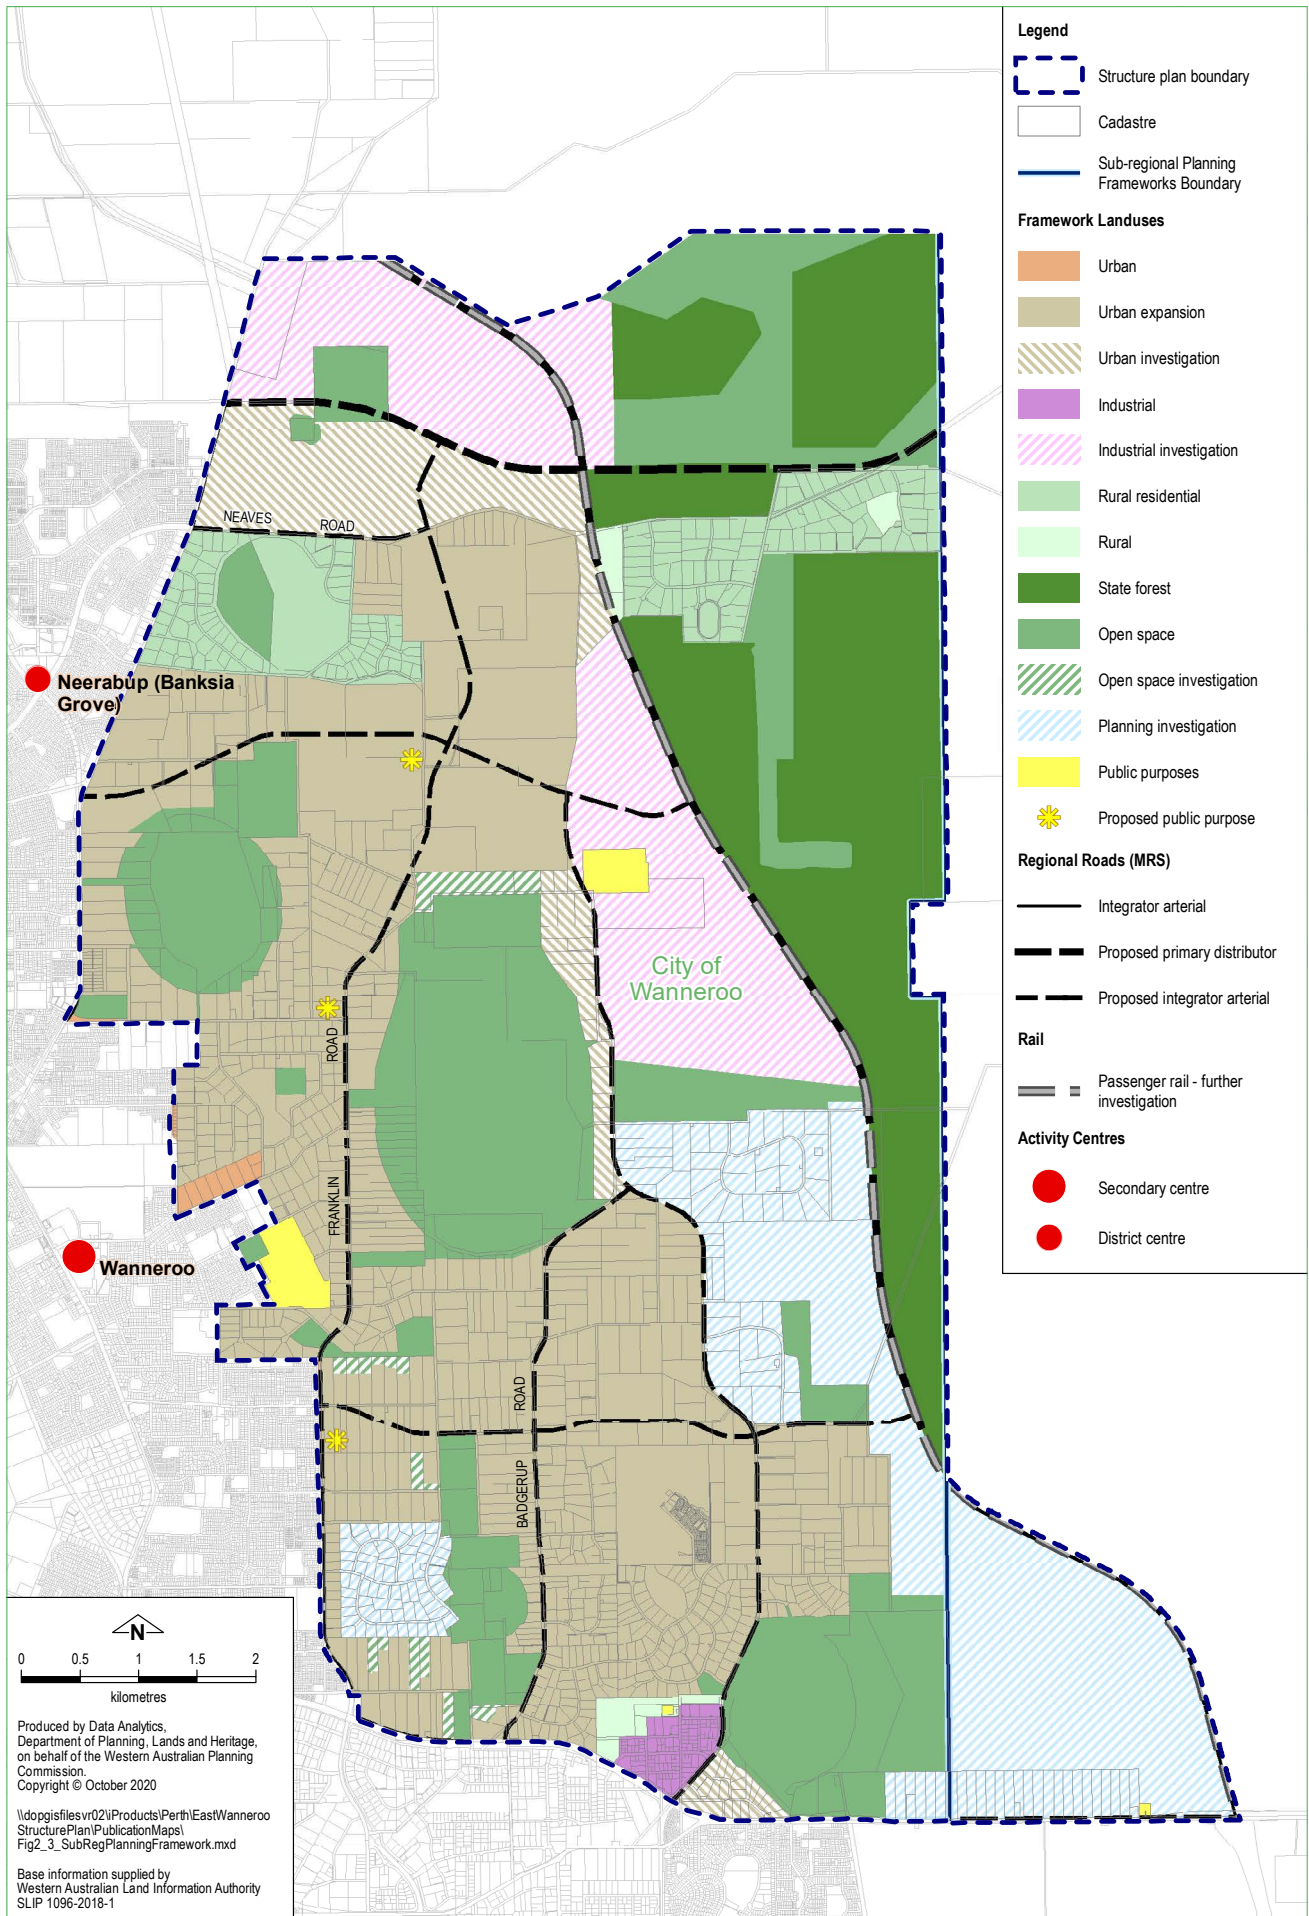 NEAVES
ROAD
Neerabup (Banksia
Grove)
City of
Wanneroo
ROAD
FRANKLIN
Wanneroo
ROAD
BADGERUP
Legend
Structure plan boundary
Cadastre
Sub-regional Planning
Frameworks Boundary
Framework Landuses
Urban
Urban expansion
Urban investigation
Industrial
Industrial investigation
Rural residential
Rural
State forest
Open space
Open space investigation
Planning investigation
Public purposes
Proposed public purpose
Regional Roads (MRS)
Integrator arterial
Proposed primary distributor
Proposed integrator arterial
Rail
Passenger rail - further
investigation
Activity Centres
Secondary centre
District centre
N
0 0.5 1 1.5 2
kilometres
Produced by Data Analytics,
Department of Planning, Lands and Heritage,
on behalf of the Western Australian Planning
Commission.
Copyright © October 2020
\\dopgisfilesvr02\iProducts\Perth\EastWanneroo
StructurePlan\PublicationMaps\
Fig2_3_SubRegPlanningFramework.mxd
Base information supplied by
Western Australian Land Information Authority
SLIP 1096-2018-1